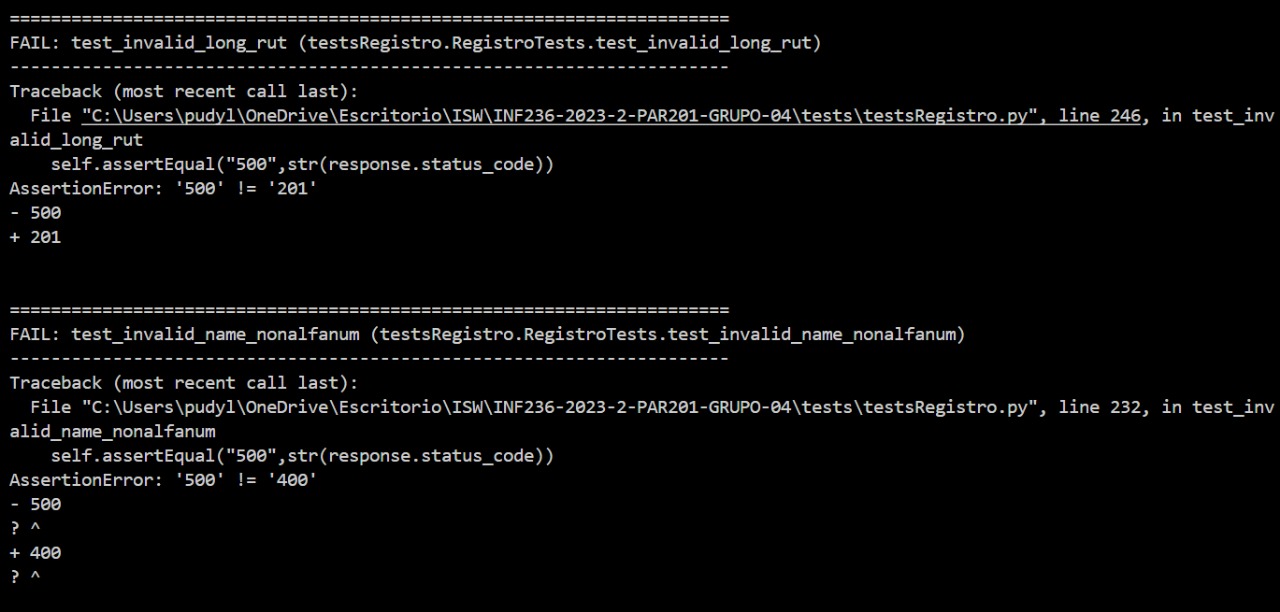 ======================================================================
FAIL: test_invalid_long_rut (testsRegistro.RegistroTests.test_invalid_long_rut)
----------------------------------------------------------------------
Traceback (most recent call last):
  File "C:\Users\pudyl\OneDrive\Escritorio\ISW\INF236-2023-2-PAR201-GRUPO-04\tests\testsRegistro.py", line 246, in test_inv
alid_long_rut
    self.assertEqual("500",str(response.status_code))
AssertionError: '500' != '201'
- 500
+ 201
======================================================================
FAIL: test_invalid_name_nonalfanum (testsRegistro.RegistroTests.test_invalid_name_nonalfanum)
----------------------------------------------------------------------
Traceback (most recent call last):
  File "C:\Users\pudyl\OneDrive\Escritorio\ISW\INF236-2023-2-PAR201-GRUPO-04\tests\testsRegistro.py", line 232, in test_inv
alid_name_nonalfanum
    self.assertEqual("500",str(response.status_code))
AssertionError: '500' != '400'
- 500
? ^
+ 400
? ^